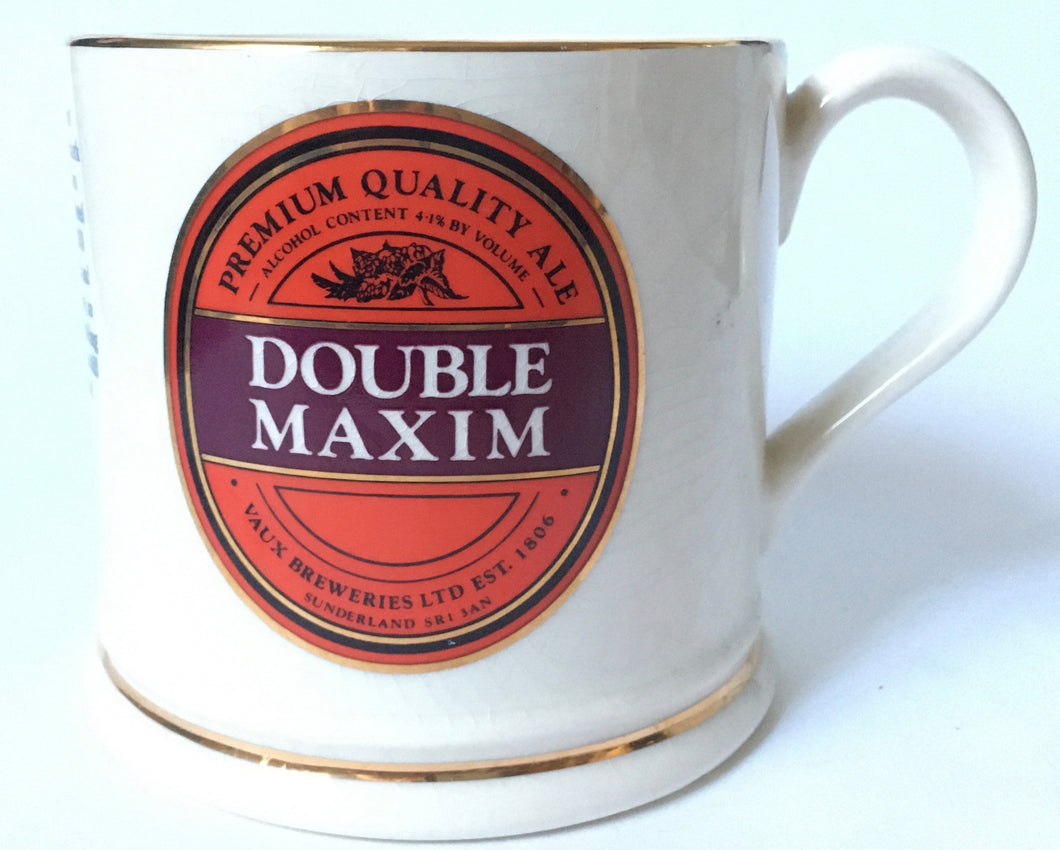 PREMIUM QUALITY ALE
— ALCOHOL CONTENT 4·1% BY VOLUME —
DOUBLE
MAXIM
• VAUX BREWERIES LTD EST. 1806 •
SUNDERLAND SR1 3AN